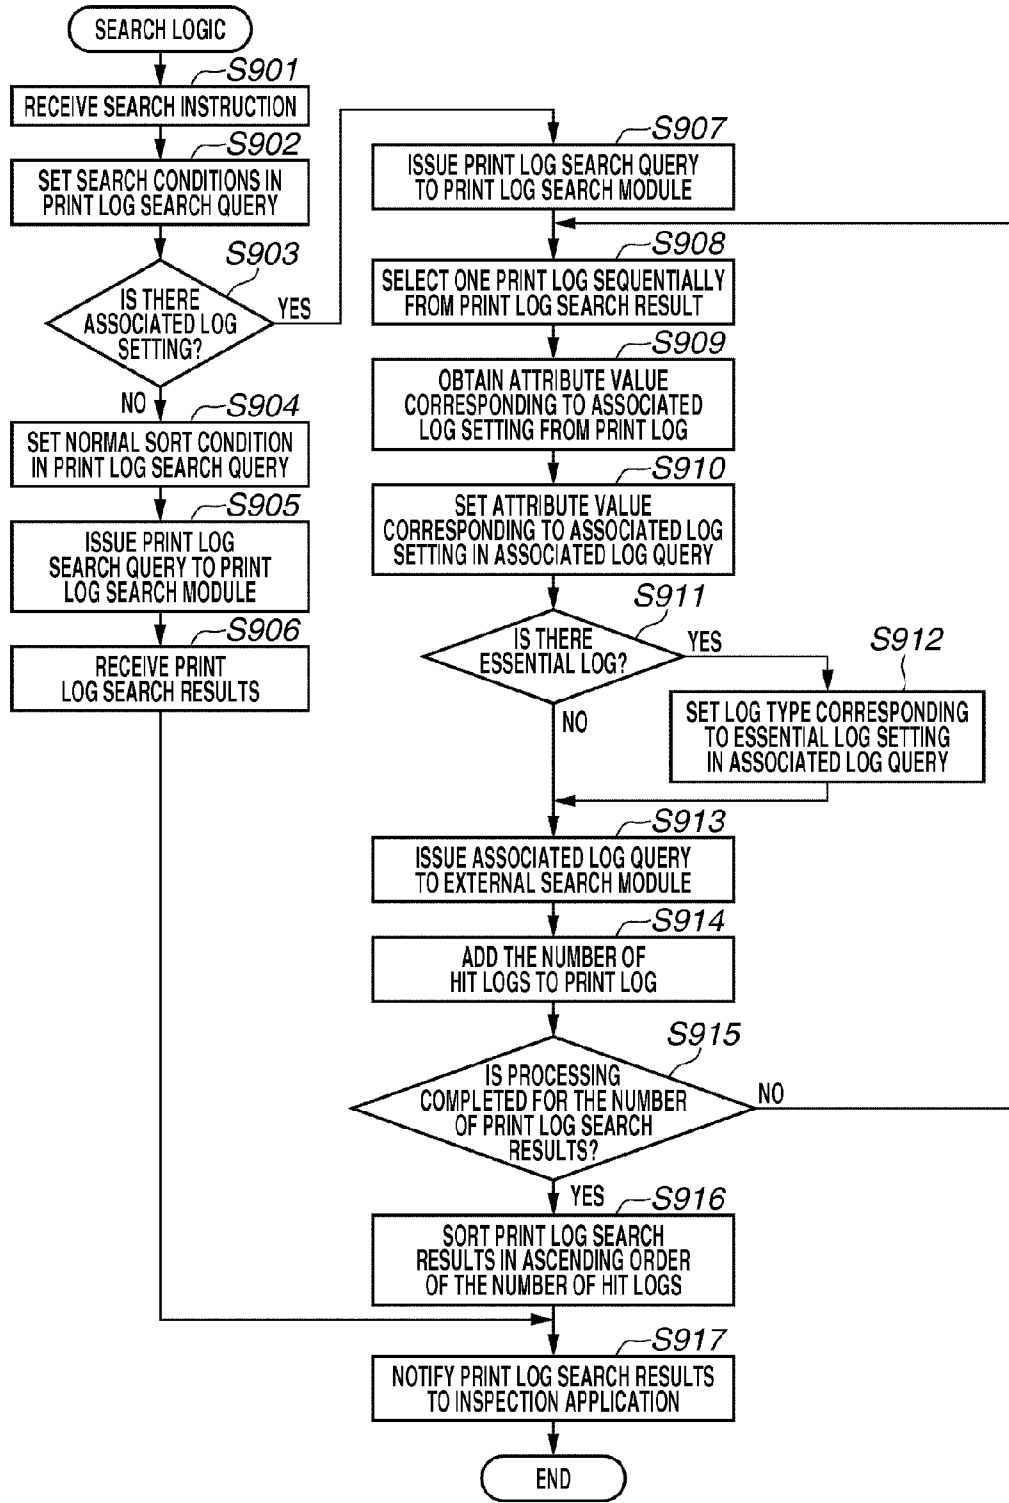 SEARCH LOGIC
S901
RECEIVE SEARCH INSTRUCTION
S902
SET SEARCH CONDITIONS IN
PRINT LOG SEARCH QUERY
S903
IS THERE
ASSOCIATED LOG
SETTING?
YES
NO
S904
SET NORMAL SORT CONDITION
IN PRINT LOG SEARCH QUERY
S905
ISSUE PRINT LOG
SEARCH QUERY TO PRINT
LOG SEARCH MODULE
S906
RECEIVE PRINT
LOG SEARCH RESULTS
S907
ISSUE PRINT LOG SEARCH QUERY
TO PRINT LOG SEARCH MODULE
S908
SELECT ONE PRINT LOG SEQUENTIALLY
FROM PRINT LOG SEARCH RESULT
S909
OBTAIN ATTRIBUTE VALUE
CORRESPONDING TO ASSOCIATED
LOG SETTING FROM PRINT LOG
S910
SET ATTRIBUTE VALUE
CORRESPONDING TO ASSOCIATED LOG
SETTING IN ASSOCIATED LOG QUERY
S911
IS THERE
ESSENTIAL LOG?
YES
NO
S912
SET LOG TYPE CORRESPONDING
TO ESSENTIAL LOG SETTING
IN ASSOCIATED LOG QUERY
S913
ISSUE ASSOCIATED LOG QUERY
TO EXTERNAL SEARCH MODULE
S914
ADD THE NUMBER OF
HIT LOGS TO PRINT LOG
S915
IS PROCESSING
COMPLETED FOR THE NUMBER
OF PRINT LOG SEARCH
RESULTS?
NO
YES
S916
SORT PRINT LOG SEARCH
RESULTS IN ASCENDING ORDER
OF THE NUMBER OF HIT LOGS
S917
NOTIFY PRINT LOG SEARCH RESULTS
TO INSPECTION APPLICATION
END